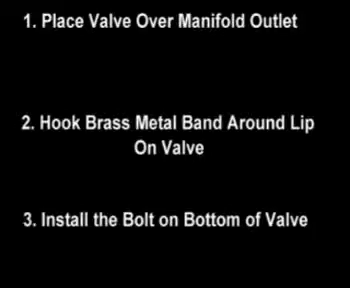 1. Place Valve Over Manifold Outlet
2. Hook Brass Metal Band Around Lip
On Valve
3. Install the Bolt on Bottom of Valve